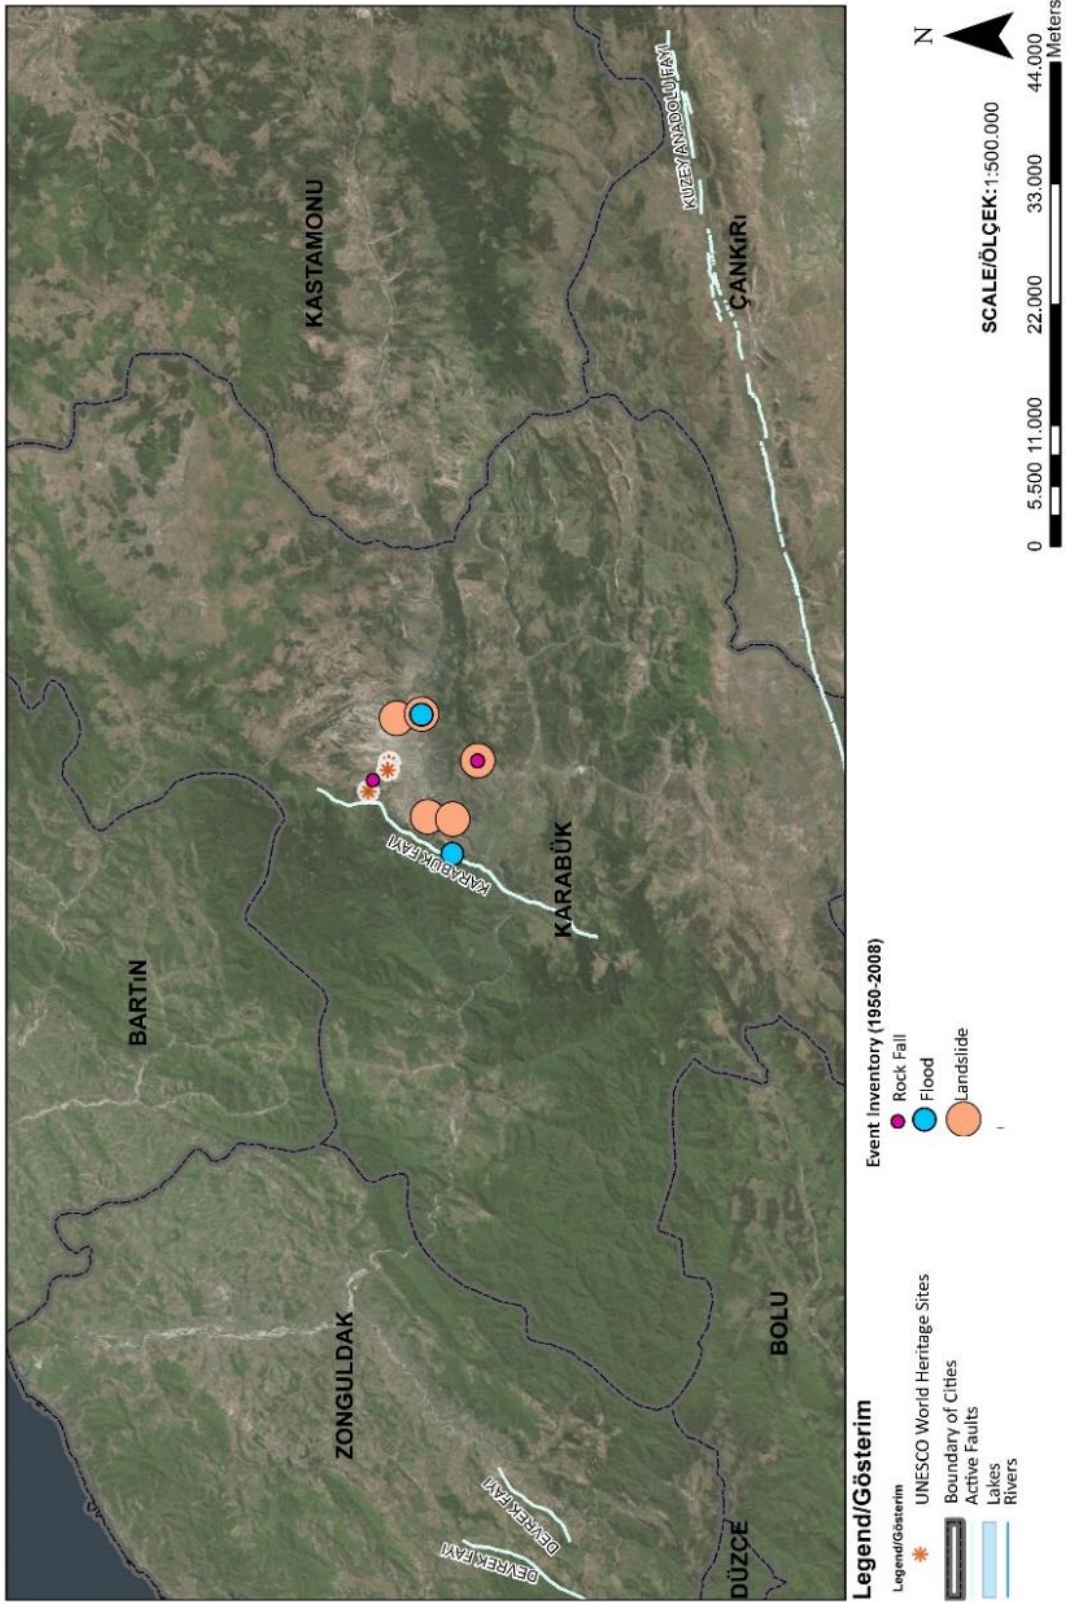 BARTıN
KASTAMONU
ZONGULDAK
KARABÜK
ÇANKıRı
BOLU
DÜZCE
KARABÜK FAYI
KUZEY ANADOLU FAYI
DEVREK FAYI
DEVREK FAYI
Legend/Gösterim
Legend/Gösterim
UNESCO World Heritage Sites
Boundary of Cities
Active Faults
Lakes
Rivers
Event Inventory (1950-2008)
Rock Fall
Flood
Landslide
N
SCALE/ÖLÇEK:1:500.000
0 5.500 11.000 22.000 33.000 44.000
Meters